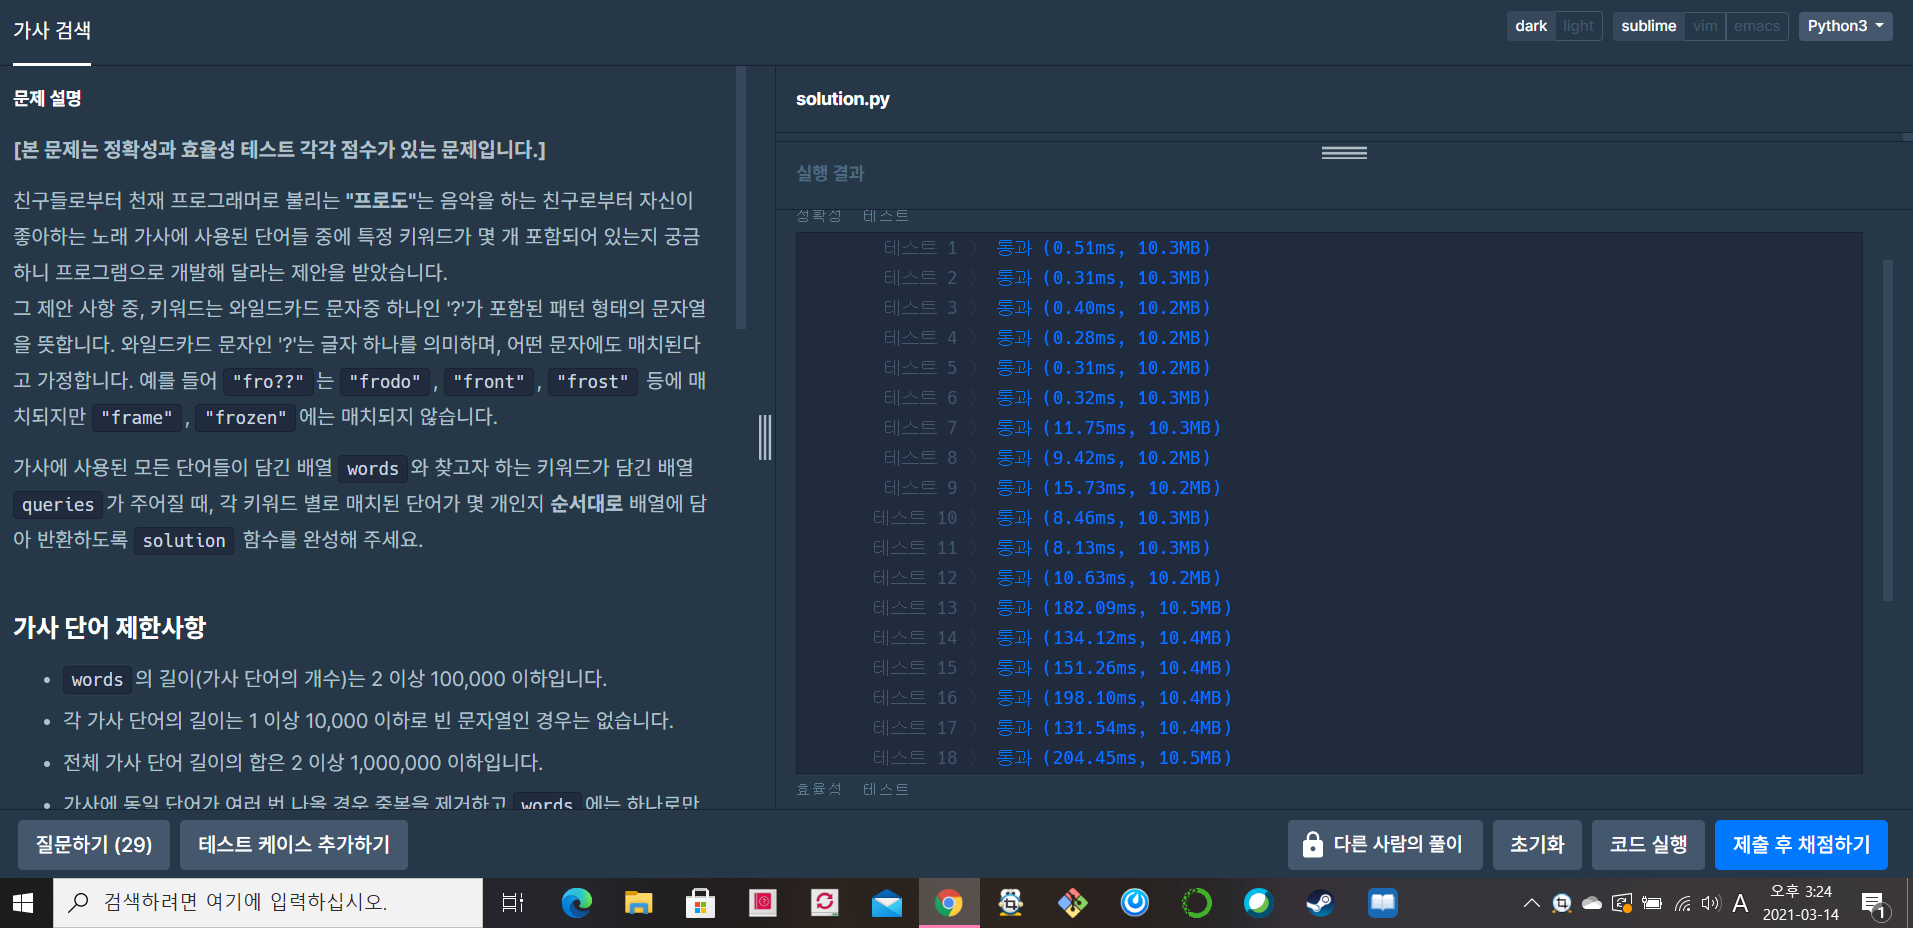 가사 검색
dark light sublime vim emacs Python3
문제 설명
[본 문제는 정확성과 효율성 테스트 각각 점수가 있는 문제입니다.]
친구들로부터 천재 프로그래머로 불리는 "프로도"는 음악을 하는 친구로부터 자신이
좋아하는 노래 가사에 사용된 단어들 중에 특정 키워드가 몇 개 포함되어 있는지 궁금
하니 프로그램으로 개발해 달라는 제안을 받았습니다.
그 제안 사항 중, 키워드는 와일드카드 문자중 하나인 '?'가 포함된 패턴 형태의 문자열
을 뜻합니다. 와일드카드 문자인 '?'는 글자 하나를 의미하며, 어떤 문자에도 매치된다
고 가정합니다. 예를 들어 "fro??"는 "frodo", "front", "frost" 등에 매
치되지만 "frame", "frozen"에는 매치되지 않습니다.
가사에 사용된 모든 단어들이 담긴 배열 words와 찾고자 하는 키워드가 담긴 배열
queries가 주어질 때, 각 키워드 별로 매치된 단어가 몇 개인지 순서대로 배열에 담
아 반환하도록 solution 함수를 완성해 주세요.
가사 단어 제한사항
• words의 길이(가사 단어의 개수)는 2 이상 100,000 이하입니다.
• 각 가사 단어의 길이는 1 이상 10,000 이하로 빈 문자열인 경우는 없습니다.
• 전체 가사 단어 길이의 합은 2 이상 1,000,000 이하입니다.
• 가사에 동일 단어가 여러 번 나올 경우 중복을 제거하고 words에는 하나로만
solution.py
실행 결과
정확성 테스트
테스트 1 〉 통과 (0.51ms, 10.3MB)
테스트 2 〉 통과 (0.31ms, 10.3MB)
테스트 3 〉 통과 (0.40ms, 10.2MB)
테스트 4 〉 통과 (0.28ms, 10.2MB)
테스트 5 〉 통과 (0.31ms, 10.2MB)
테스트 6 〉 통과 (0.32ms, 10.3MB)
테스트 7 〉 통과 (11.75ms, 10.3MB)
테스트 8 〉 통과 (9.42ms, 10.2MB)
테스트 9 〉 통과 (15.73ms, 10.2MB)
테스트 10 〉 통과 (8.46ms, 10.3MB)
테스트 11 〉 통과 (8.13ms, 10.3MB)
테스트 12 〉 통과 (10.63ms, 10.2MB)
테스트 13 〉 통과 (182.09ms, 10.5MB)
테스트 14 〉 통과 (134.12ms, 10.4MB)
테스트 15 〉 통과 (151.26ms, 10.4MB)
테스트 16 〉 통과 (198.10ms, 10.4MB)
테스트 17 〉 통과 (131.54ms, 10.4MB)
테스트 18 〉 통과 (204.45ms, 10.5MB)
효율성 테스트
질문하기 (29) 테스트 케이스 추가하기 다른 사람의 풀이 초기화 코드 실행 제출 후 채점하기
검색하려면 여기에 입력하십시오.
A
오후 3:24
2021-03-14
1